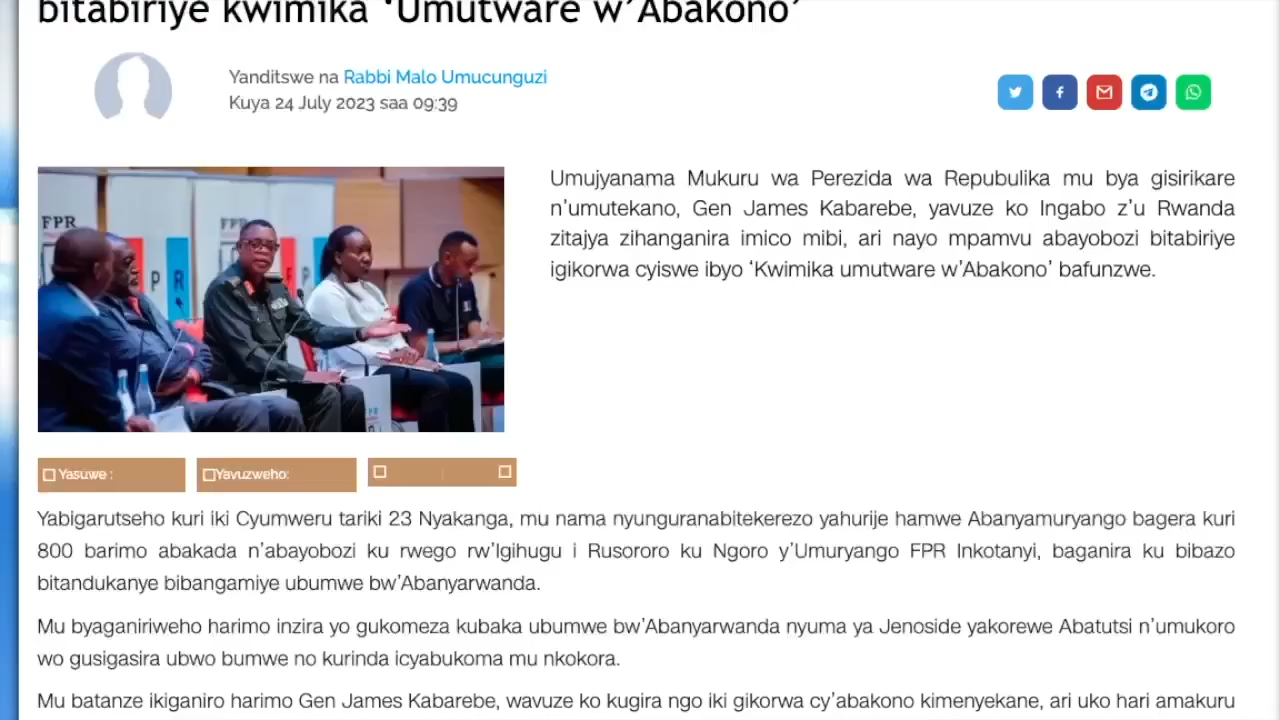 bitabiriye kwimika ‘Umutware w’Abakono’
Yanditswe na Rabbi Malo Umucunguzi
Kuya 24 July 2023 saa 09:39
Umujyanama Mukuru wa Perezida wa Repubulika mu bya gisirikare
n’umutekano, Gen James Kabarebe, yavuze ko Ingabo z’u Rwanda
zitajya zihanganira imico mibi, ari nayo mpamvu abayobozi bitabiriye
igikorwa cyiswe ibyo ‘Kwimika umutware w’Abakono’ bafunzwe.
FPR
FPR
Yasuwe :
Yavuzweho:
Yabigarutseho kuri iki Cyumweru tariki 23 Nyakanga, mu nama nyunguranabitekerezo yahurije hamwe Abanyamuryango bagera kuri
800 barimo abakada n’abayobozi ku rwego rw’Igihugu i Rusororo ku Ngoro y’Umuryango FPR Inkotanyi, baganira ku bibazo
bitandukanye bibangamiye ubumwe bw’Abanyarwanda.
Mu byaganiriweho harimo inzira yo gukomeza kubaka ubumwe bw’Abanyarwanda nyuma ya Jenoside yakorewe Abatutsi n’umukoro
wo gusigasira ubwo bumwe no kurinda icyabukoma mu nkokora.
Mu batanze ikiganiro harimo Gen James Kabarebe, wavuze ko kugira ngo iki gikorwa cy’abakono kimenyekane, ari uko hari amakuru